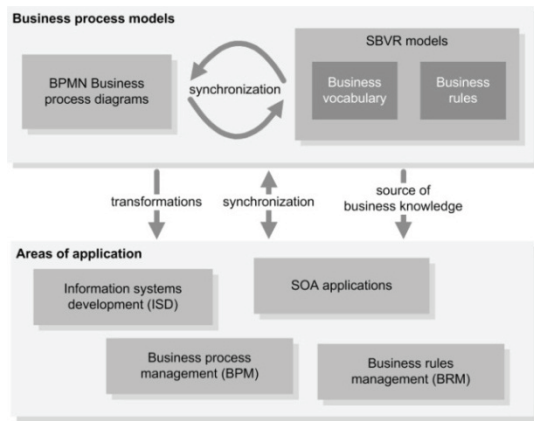 Business process models
BPMN Business
process diagrams
synchronization
SBVR models
Business
vocabulary
Business
rules
transformations
synchronization
source of
business knowledge
Areas of application
Information systems
development (ISD)
SOA applications
Business process
management (BPM)
Business rules
management (BRM)